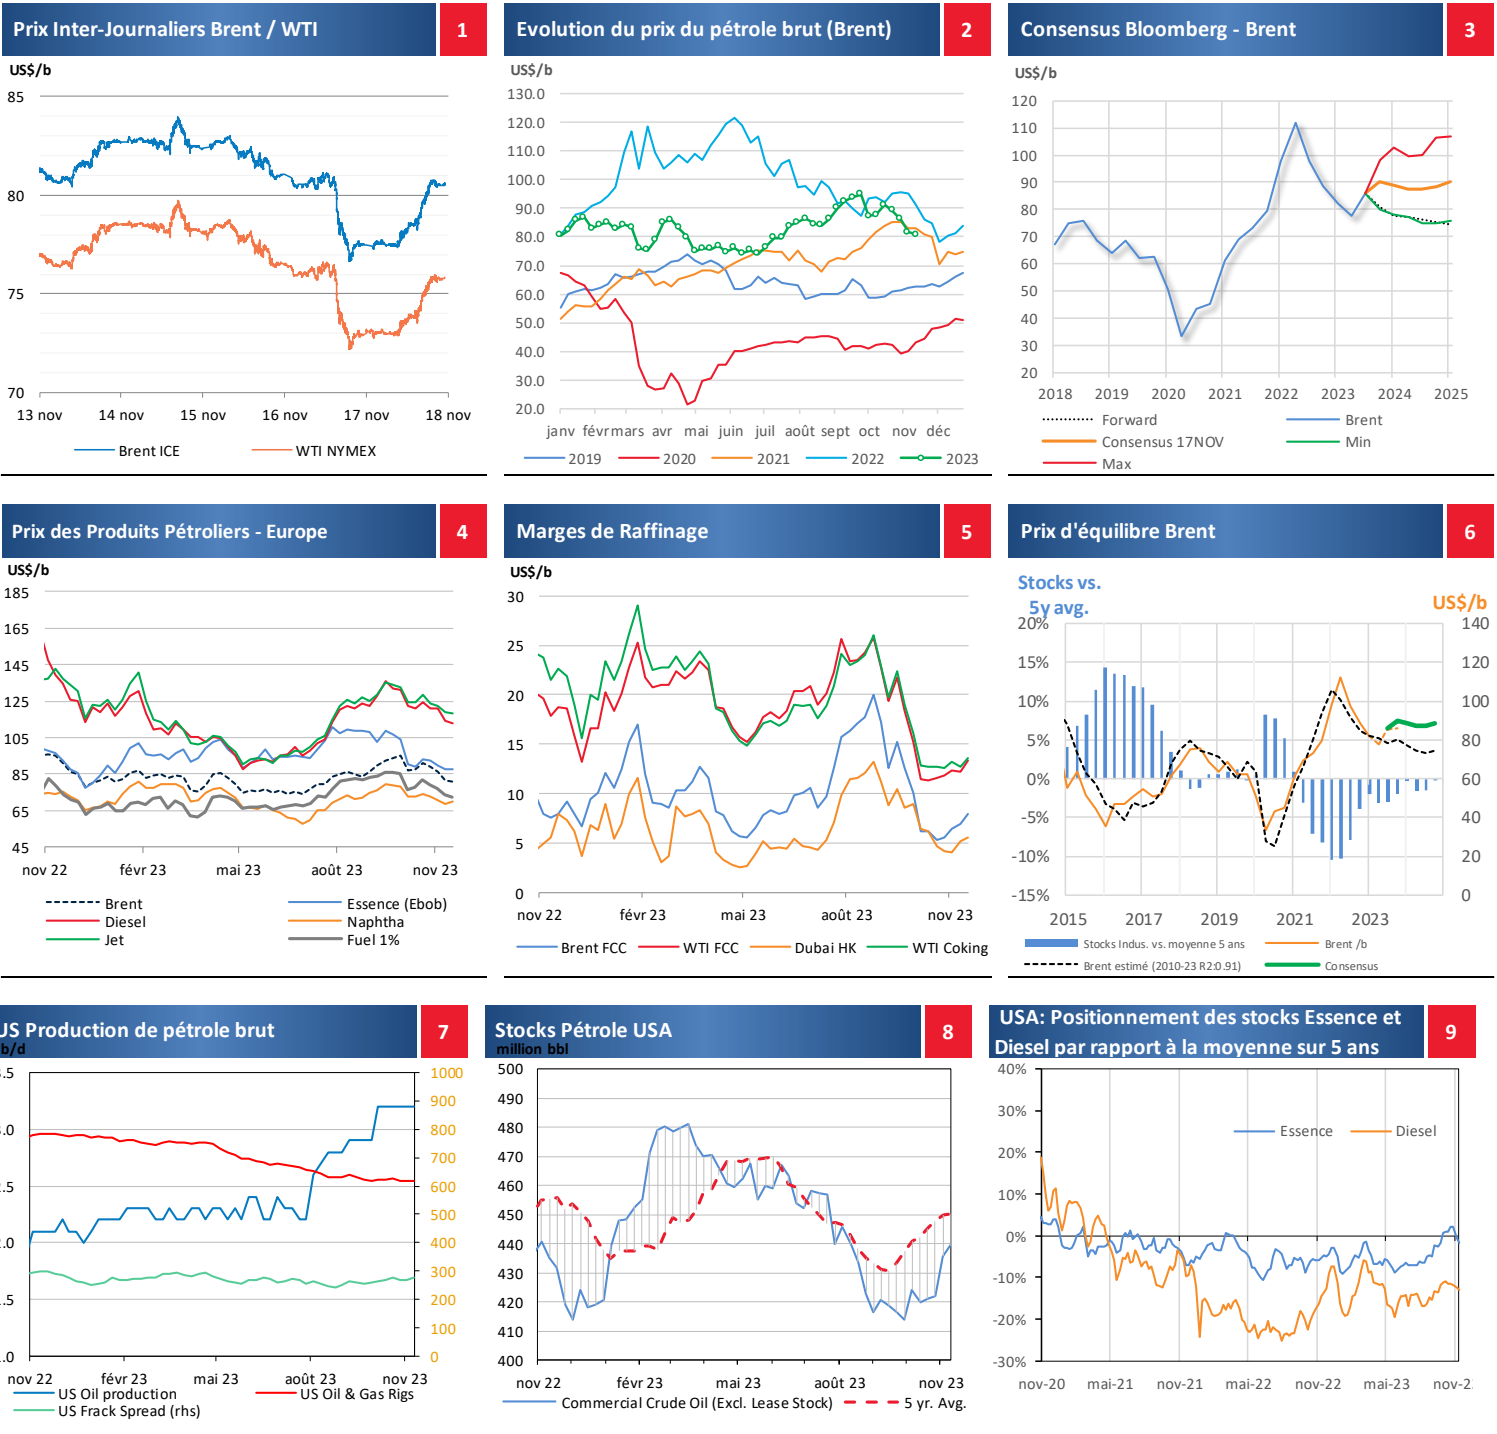 Prix Inter-Journaliers Brent / WTI
1
US$/b
85
80
75
70
13 nov
14 nov
15 nov
16 nov
17 nov
18 nov
Brent ICE
WTI NYMEX
Evolution du prix du pétrole brut (Brent)
2
US$/b
130.0
120.0
110.0
100.0
90.0
80.0
70.0
60.0
50.0
40.0
30.0
20.0
janv févr mars avr mai juin juil août sept oct nov déc
2019
2020
2021
2022
2023
Consensus Bloomberg - Brent
3
US$/b
120
110
100
90
80
70
60
50
40
30
20
2018 2019 2020 2021 2022 2023 2024 2025
Forward
Brent
Consensus 17NOV
Min
Max
Prix des Produits Pétroliers - Europe
4
US$/b
185
165
145
125
105
85
65
45
nov 22
févr 23
mai 23
août 23
nov 23
Brent
Essence (Ebob)
Diesel
Naphtha
Jet
Fuel 1%
Marges de Raffinage
5
US$/b
30
25
20
15
10
5
0
nov 22
févr 23
mai 23
août 23
nov 23
Brent FCC
WTI FCC
Dubai HK
WTI Coking
Prix d'équilibre Brent
6
Stocks vs.
5y avg.
US$/b
20%
15%
10%
5%
0%
-5%
-10%
-15%
140
120
100
80
60
40
20
0
2015
2017
2019
2021
2023
Stocks Indus. vs. moyenne 5 ans
Brent /b
Brent estimé (2010-23 R2:0.91)
Consensus
US Production de pétrole brut
7
b/d
3.5
3.0
2.5
2.0
1.5
1.0
1000
900
800
700
600
500
400
300
200
100
0
nov 22
févr 23
mai 23
août 23
nov 23
US Oil production
US Oil & Gas Rigs
US Frack Spread (rhs)
Stocks Pétrole USA
8
million bbl
500
490
480
470
460
450
440
430
420
410
400
nov 22
févr 23
mai 23
août 23
nov 23
Commercial Crude Oil (Excl. Lease Stock)
5 yr. Avg.
USA: Positionnement des stocks Essence et
Diesel par rapport à la moyenne sur 5 ans
9
40%
30%
20%
10%
0%
-10%
-20%
-30%
Essence
Diesel
nov-20
mai-21
nov-21
mai-22
nov-22
mai-23
nov-2